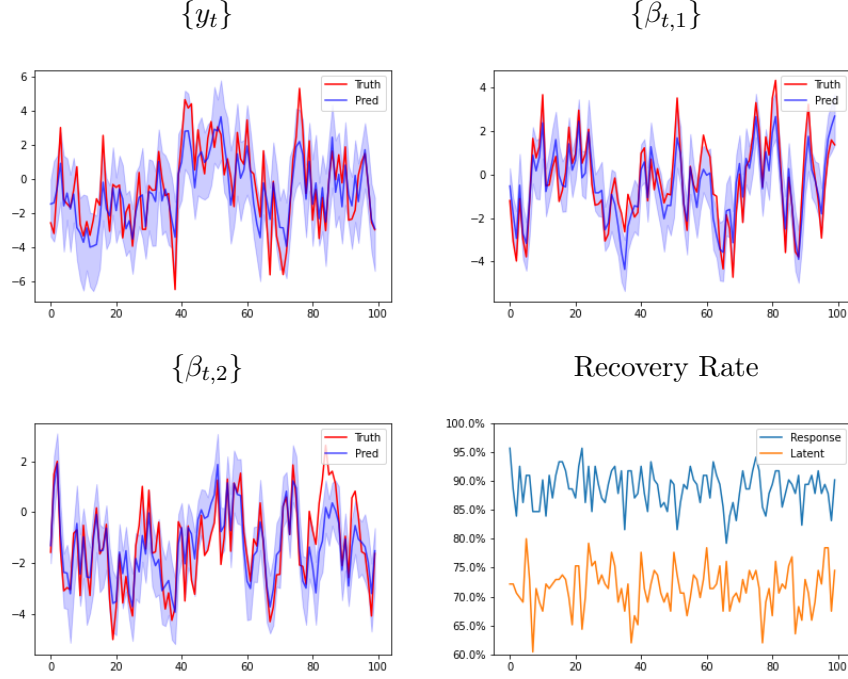 {y_t}
6
4
2
0
−2
−4
−6
0 20 40 60 80 100
Truth
Pred
{β_{t,1}}
4
2
0
−2
−4
0 20 40 60 80 100
Truth
Pred
{β_{t,2}}
2
0
−2
−4
0 20 40 60 80 100
Truth
Pred
Recovery Rate
100.0%
95.0%
90.0%
85.0%
80.0%
75.0%
70.0%
65.0%
60.0%
0 20 40 60 80 100
Response
Latent